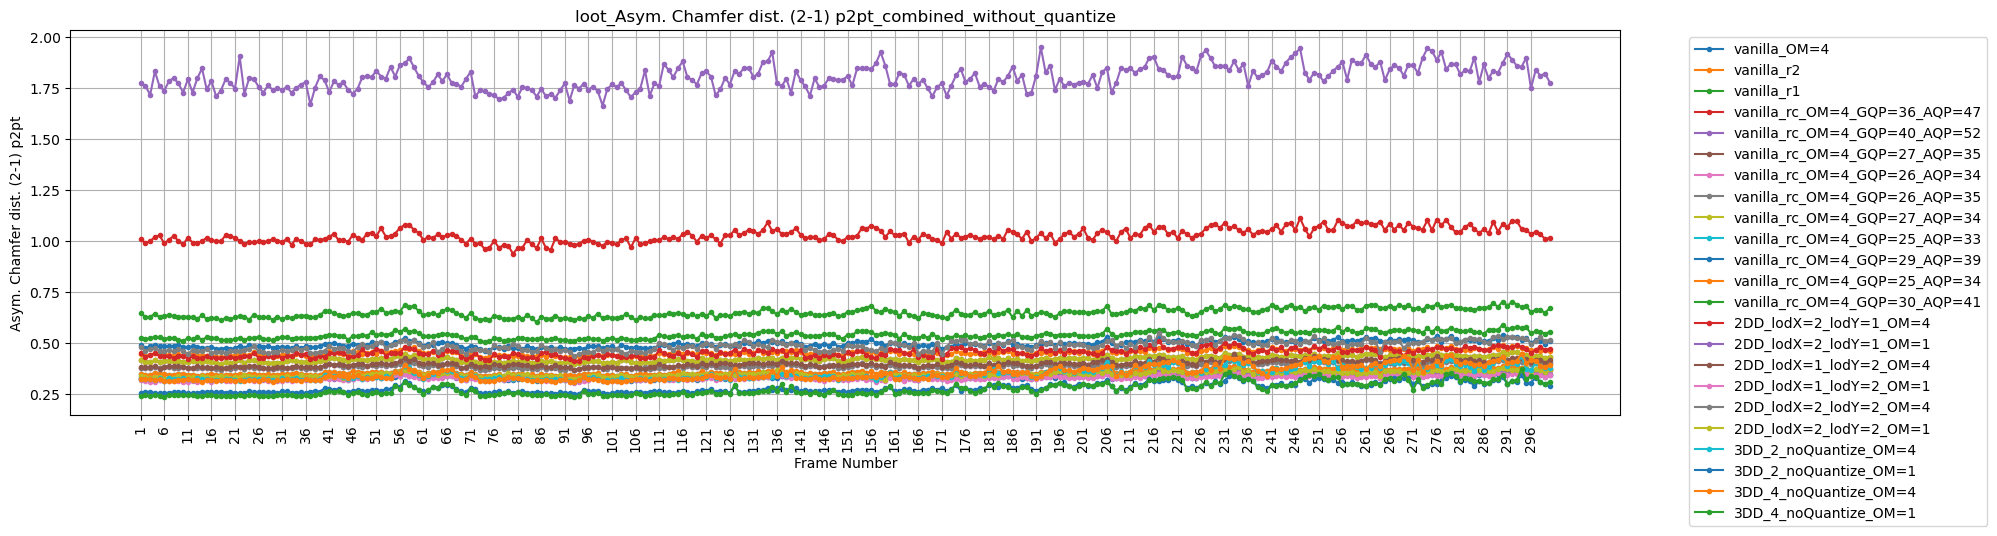 loot_Asym. Chamfer dist. (2-1) p2pt_combined_without_quantize
Asym. Chamfer dist. (2-1) p2pt
2.00
1.75
1.50
1.25
1.00
0.75
0.50
0.25
1 6 11 16 21 26 31 36 41 46 51 56 61 66 71 76 81 86 91 96 101 106 111 116 121 126 131 136 141 146 151 156 161 166 171 176 181 186 191 196 201 206 211 216 221 226 231 236 241 246 251 256 261 266 271 276 281 286 291 296
Frame Number
vanilla_OM=4
vanilla_r2
vanilla_r1
vanilla_rc_OM=4_GQP=36_AQP=47
vanilla_rc_OM=4_GQP=40_AQP=52
vanilla_rc_OM=4_GQP=27_AQP=35
vanilla_rc_OM=4_GQP=26_AQP=34
vanilla_rc_OM=4_GQP=26_AQP=35
vanilla_rc_OM=4_GQP=27_AQP=34
vanilla_rc_OM=4_GQP=25_AQP=33
vanilla_rc_OM=4_GQP=29_AQP=39
vanilla_rc_OM=4_GQP=25_AQP=34
vanilla_rc_OM=4_GQP=30_AQP=41
2DD_lodX=2_lodY=1_OM=4
2DD_lodX=2_lodY=1_OM=1
2DD_lodX=1_lodY=2_OM=4
2DD_lodX=1_lodY=2_OM=1
2DD_lodX=2_lodY=2_OM=4
2DD_lodX=2_lodY=2_OM=1
3DD_2_noQuantize_OM=4
3DD_2_noQuantize_OM=1
3DD_4_noQuantize_OM=4
3DD_4_noQuantize_OM=1